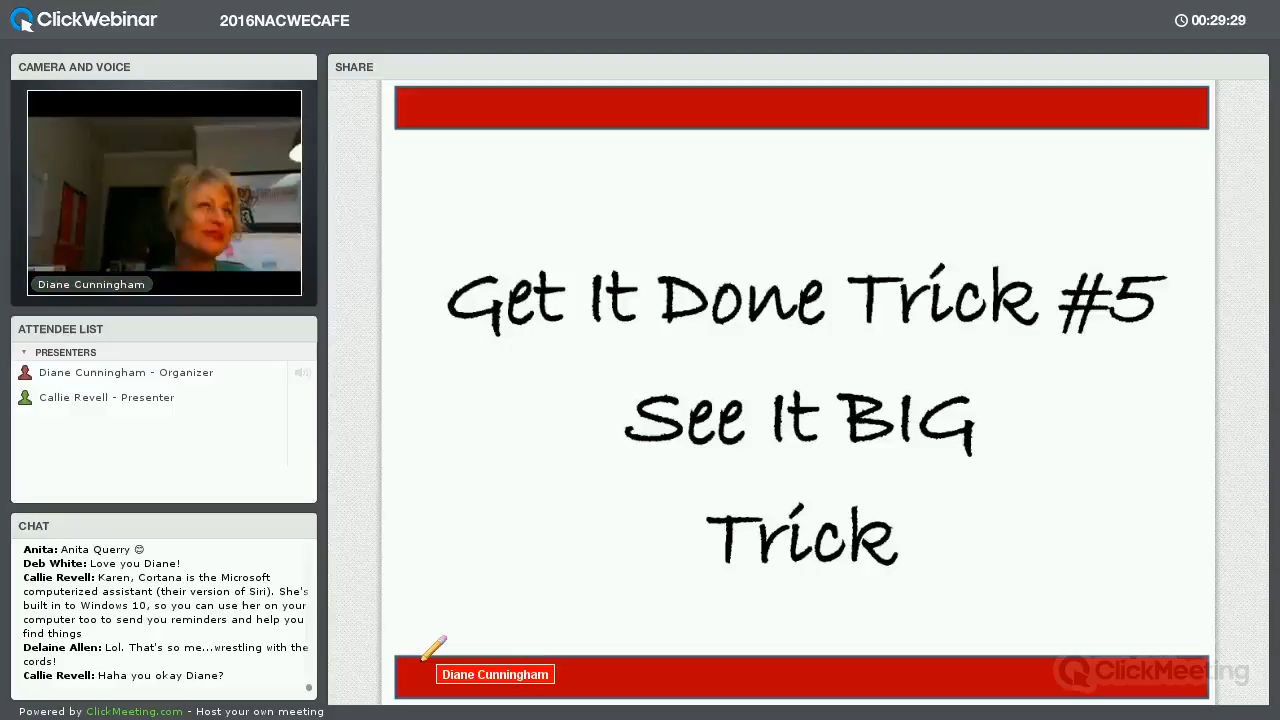 ClickWebinar
2016NACWECAFE
00:29:29
CAMERA AND VOICE
Diane Cunningham
ATTENDEE LIST
PRESENTERS
Diane Cunningham - Organizer
Callie Revell - Presenter
CHAT
Anita: Anita Querry ☺
Deb White: Love you Diane!
Callie Revell: Karen, Cortana is the Microsoft
computerized assistant (their version of Siri). She's
built into Windows 10, so you can use her on your
computer too to send you reminders and help you
find things
Delaine Allen: Lol. That's so me...wrestling with the
cords!
Callie Revell: Haha you okay Diane?
Powered by ClickMeeting.com - Host your own meeting
SHARE
Get It Done Trick #5
See It BIG
Trick
Diane Cunningham
ClickMeeting